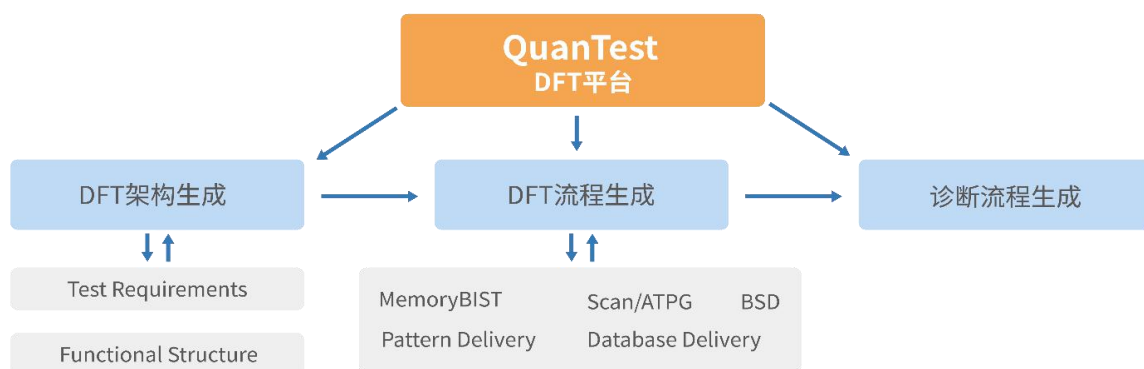 QuanTest
DFT平台
DFT架构生成
DFT流程生成
诊断流程生成
Test Requirements
Functional Structure
MemoryBIST
Scan/ATPG
BSD
Pattern Delivery
Database Delivery